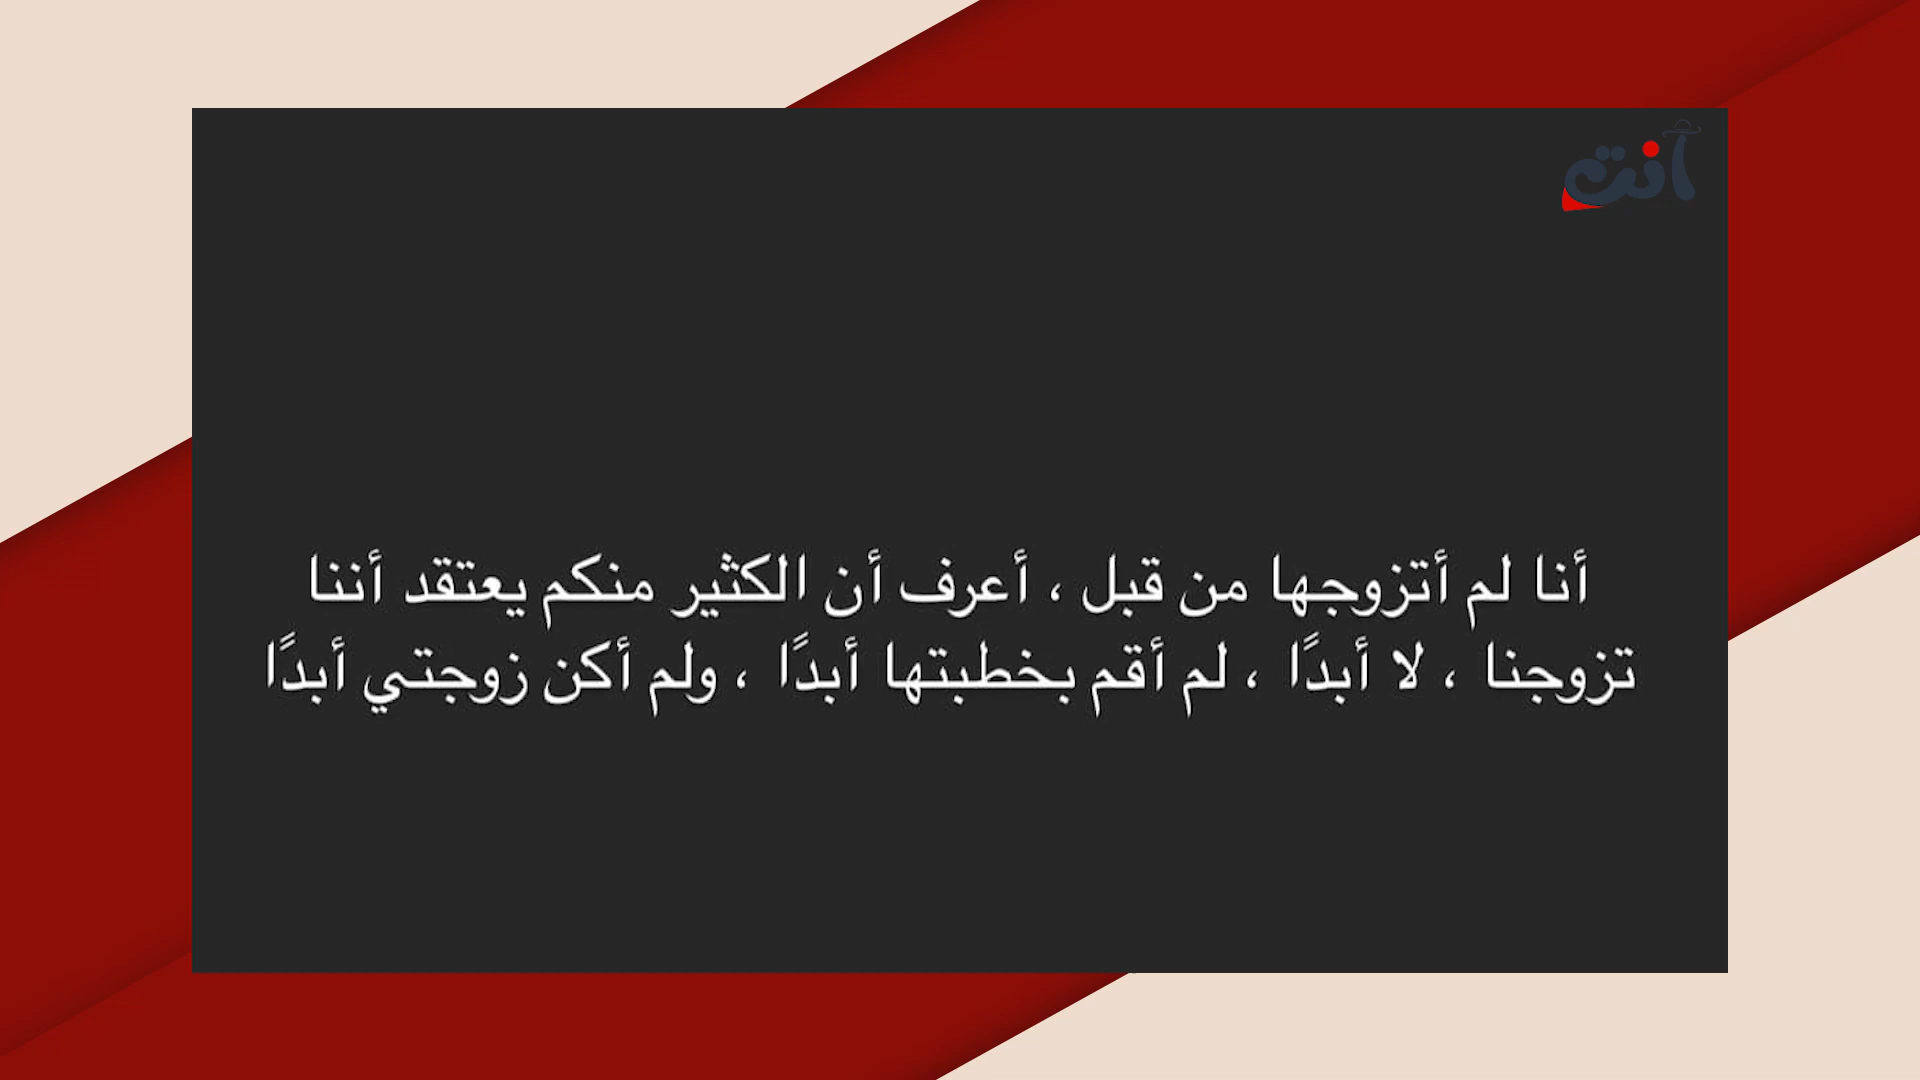 آنت
أنا لم أتزوجها من قبل ، أعرف أن الكثير منكم يعتقد أننا
تزوجنا ، لا أبدًا ، لم أقم بخطبتها أبدًا ، ولم أكن زوجتي أبدًا